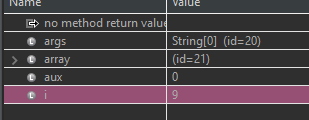 Name Value
no method return value
args String[0] (id=20)
array (id=21)
aux 0
i 9